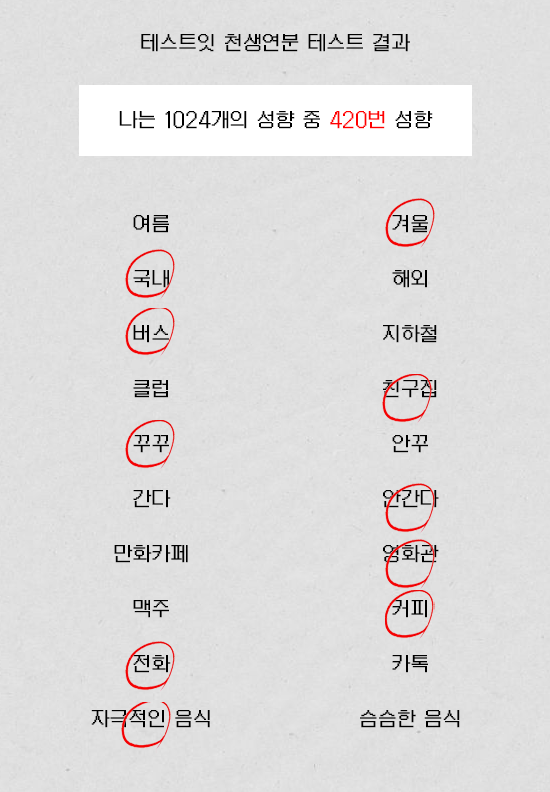 테스트잇 천생연분 테스트 결과
나는 1024개의 성향 중 420번 성향
여름 겨울
국내 해외
버스 지하철
클럽 친구집
꾸꾸 안꾸
간다 안간다
만화카페 영화관
맥주 커피
전화 카톡
자극적인 음식 슴슴한 음식